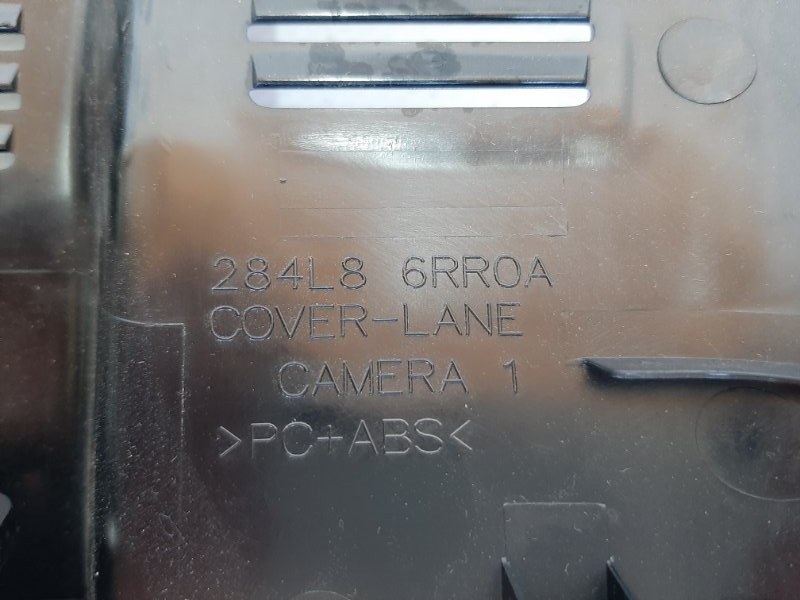 284L8 6RR0A
COVER-LANE
CAMERA 1
>PC+ABS<